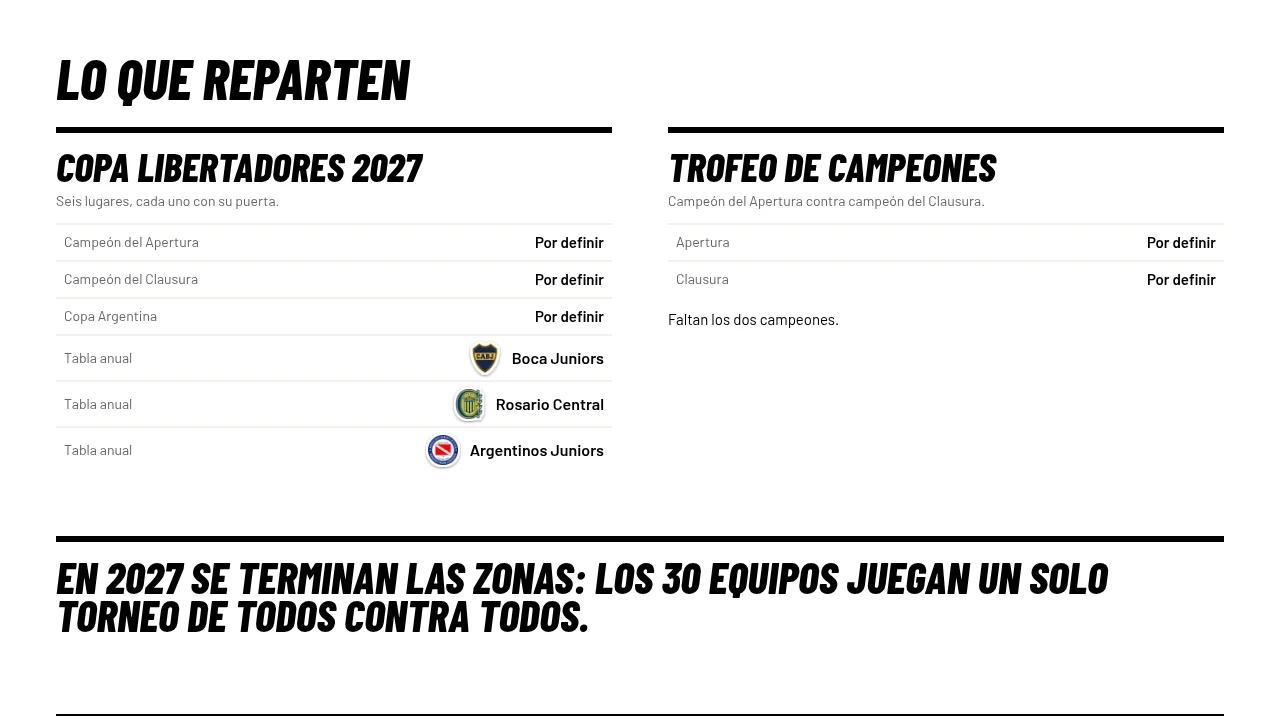 LO QUE REPARTEN
COPA LIBERTADORES 2027
Seis lugares, cada uno con su puerta.
Campeón del Apertura Por definir
Campeón del Clausura Por definir
Copa Argentina Por definir
Tabla anual CABJ Boca Juniors
Tabla anual Rosario Central
Tabla anual Argentinos Juniors
TROFEO DE CAMPEONES
Campeón del Apertura contra campeón del Clausura.
Apertura Por definir
Clausura Por definir
Faltan los dos campeones.
EN 2027 SE TERMINAN LAS ZONAS: LOS 30 EQUIPOS JUEGAN UN SOLO
TORNEO DE TODOS CONTRA TODOS.